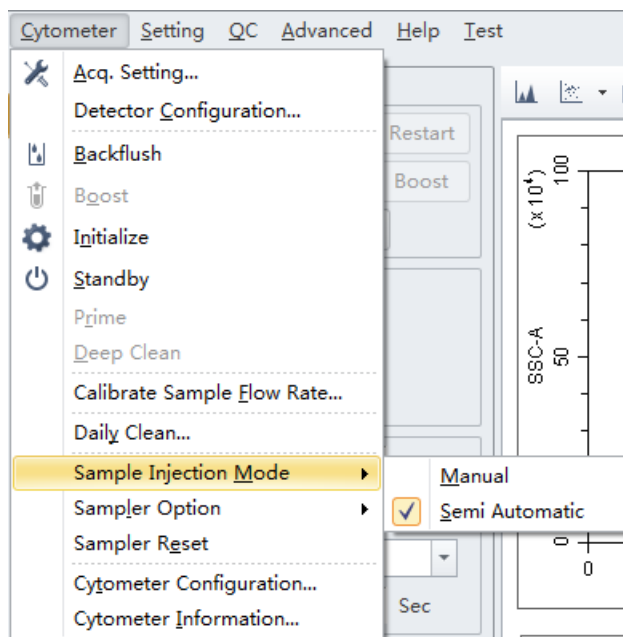 Cytometer Setting QC Advanced Help Test
Acq. Setting...
Detector Configuration...
Restart
Backflush
Boost
Boost
Initialize
Standby
Prime
Deep Clean
Calibrate Sample Flow Rate...
Daily Clean...
Sample Injection Mode
Manual
Sampler Option
Semi Automatic
Sampler Reset
Cytometer Configuration...
Sec
Cytometer Information...
(x 10⁴)
100
SSC-A
50
0
0